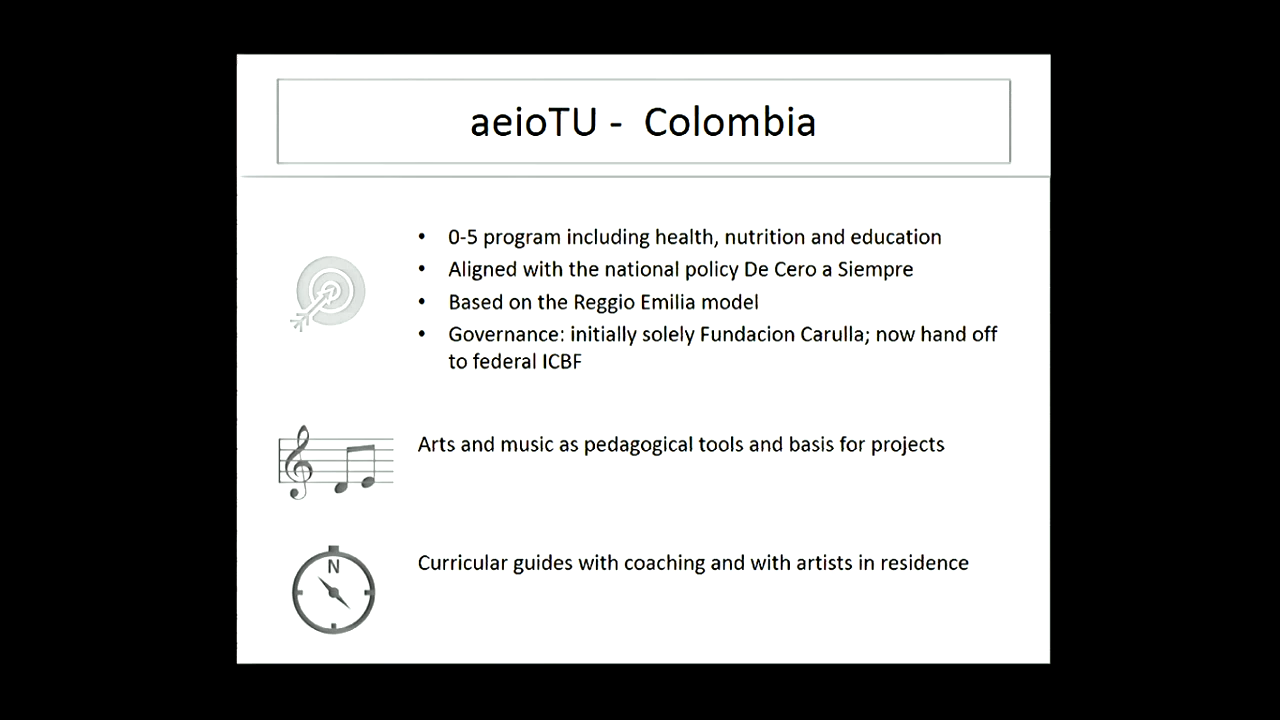 aeioTU - Colombia
• 0-5 program including health, nutrition and education
• Aligned with the national policy De Cero a Siempre
• Based on the Reggio Emilia model
• Governance: initially solely Fundacion Carulla; now hand off
to federal ICBF
Arts and music as pedagogical tools and basis for projects
N
Curricular guides with coaching and with artists in residence